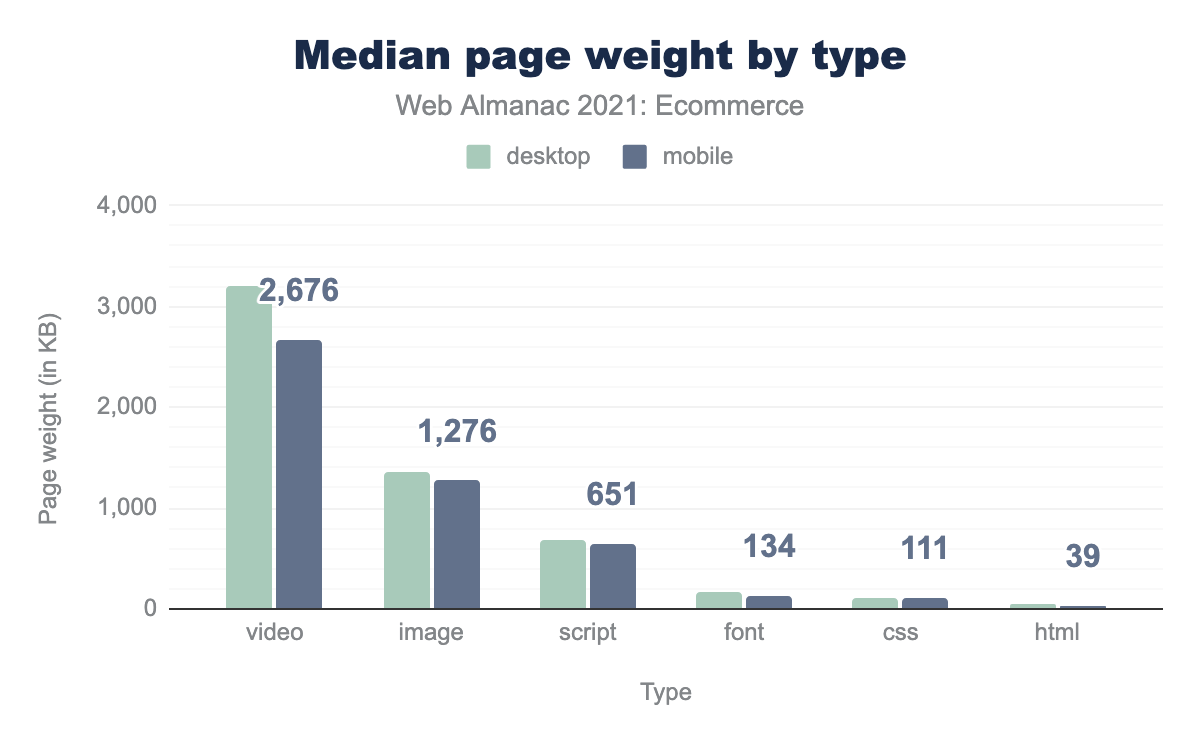 Median page weight by type
Web Almanac 2021: Ecommerce
desktop mobile
4,000
3,000
2,000
1,000
0
Page weight (in KB)
2,676
1,276
651
134
111
39
video image script font css html
Type